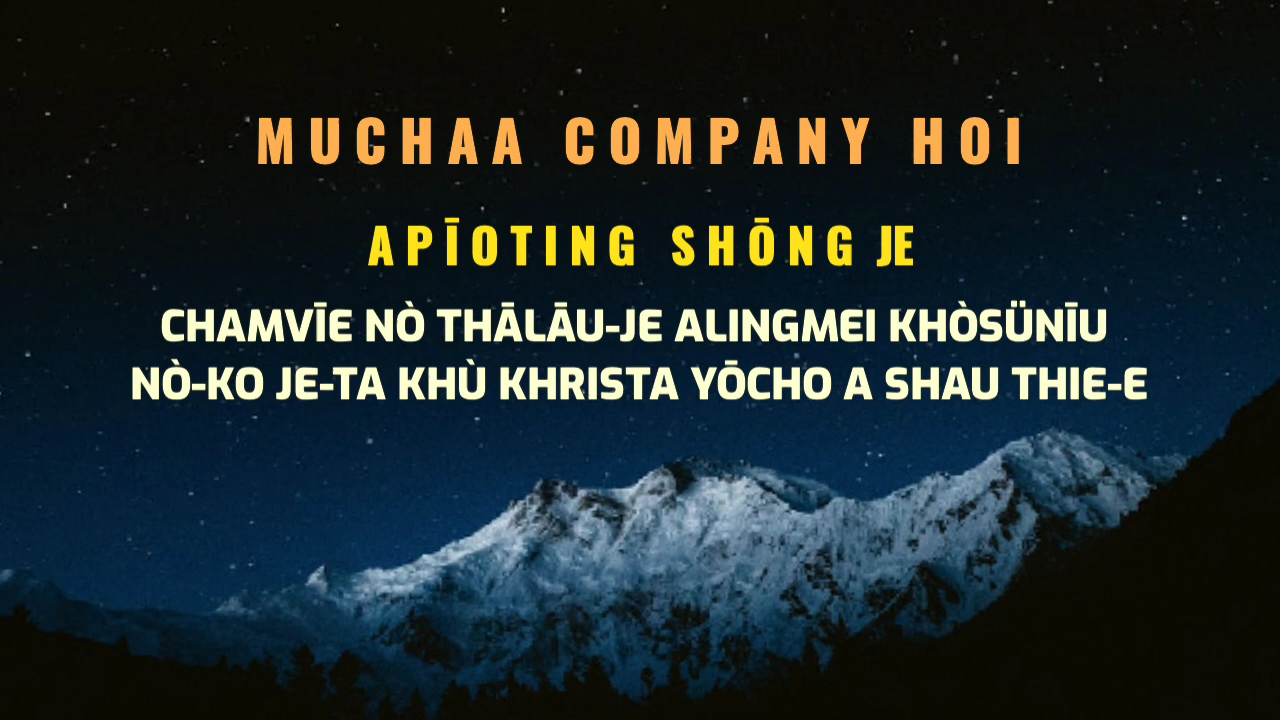 MUCHAA COMPANY HOI
APĪOTING SHŌNG JE
CHAMVĪE NÒ THĀLĀU-JE ALINGMEI KHÒSÜNĪU
NÒ-KO JE-TA KHÙ KHRISTA YŌCHO A SHAU THIE-E